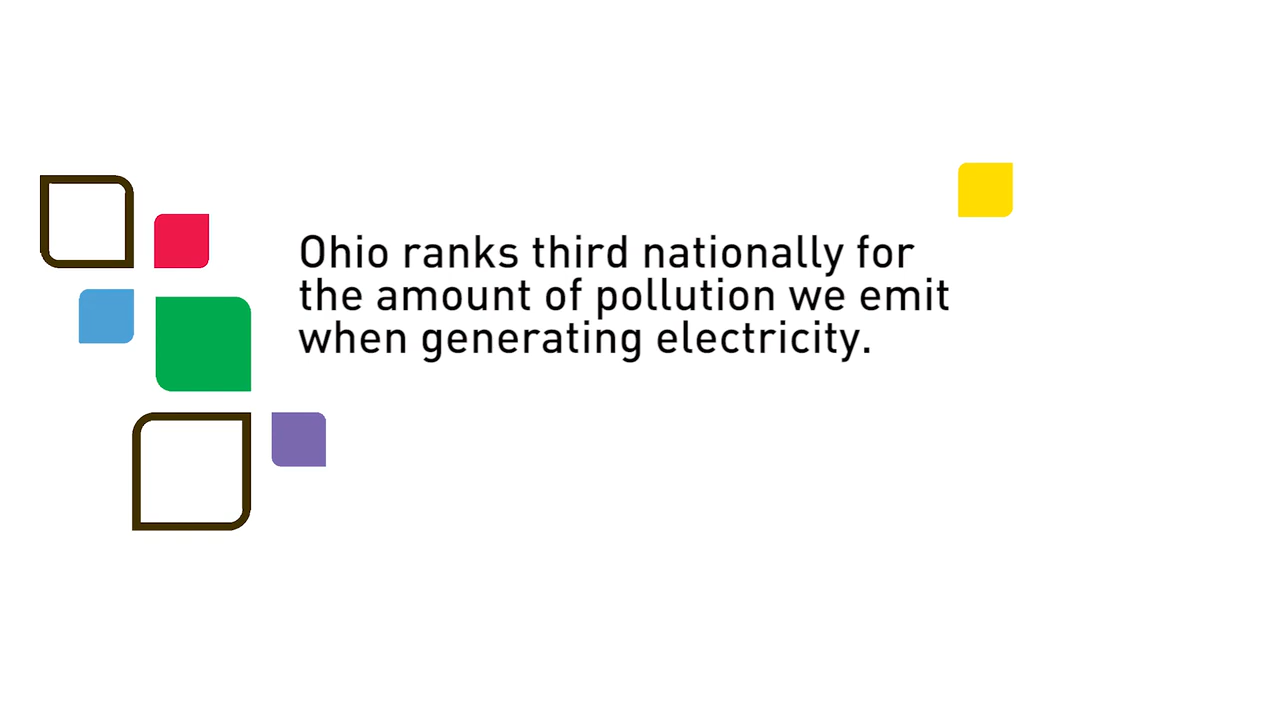 Ohio ranks third nationally for
the amount of pollution we emit
when generating electricity.